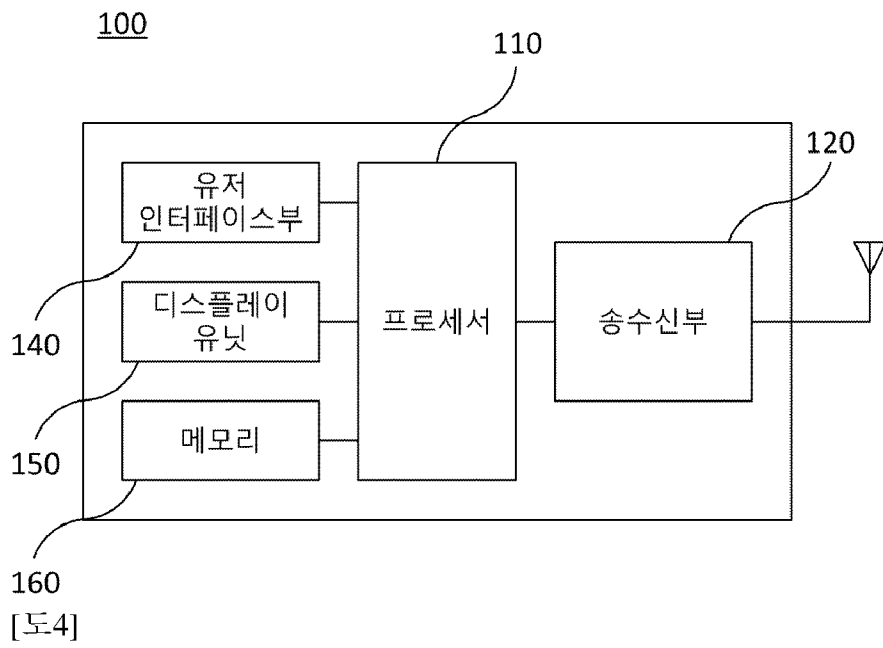 100
110
120
유저
인터페이스부
140
디스플레이
유닛
프로세서
송수신부
150
메모리
160
[도4]